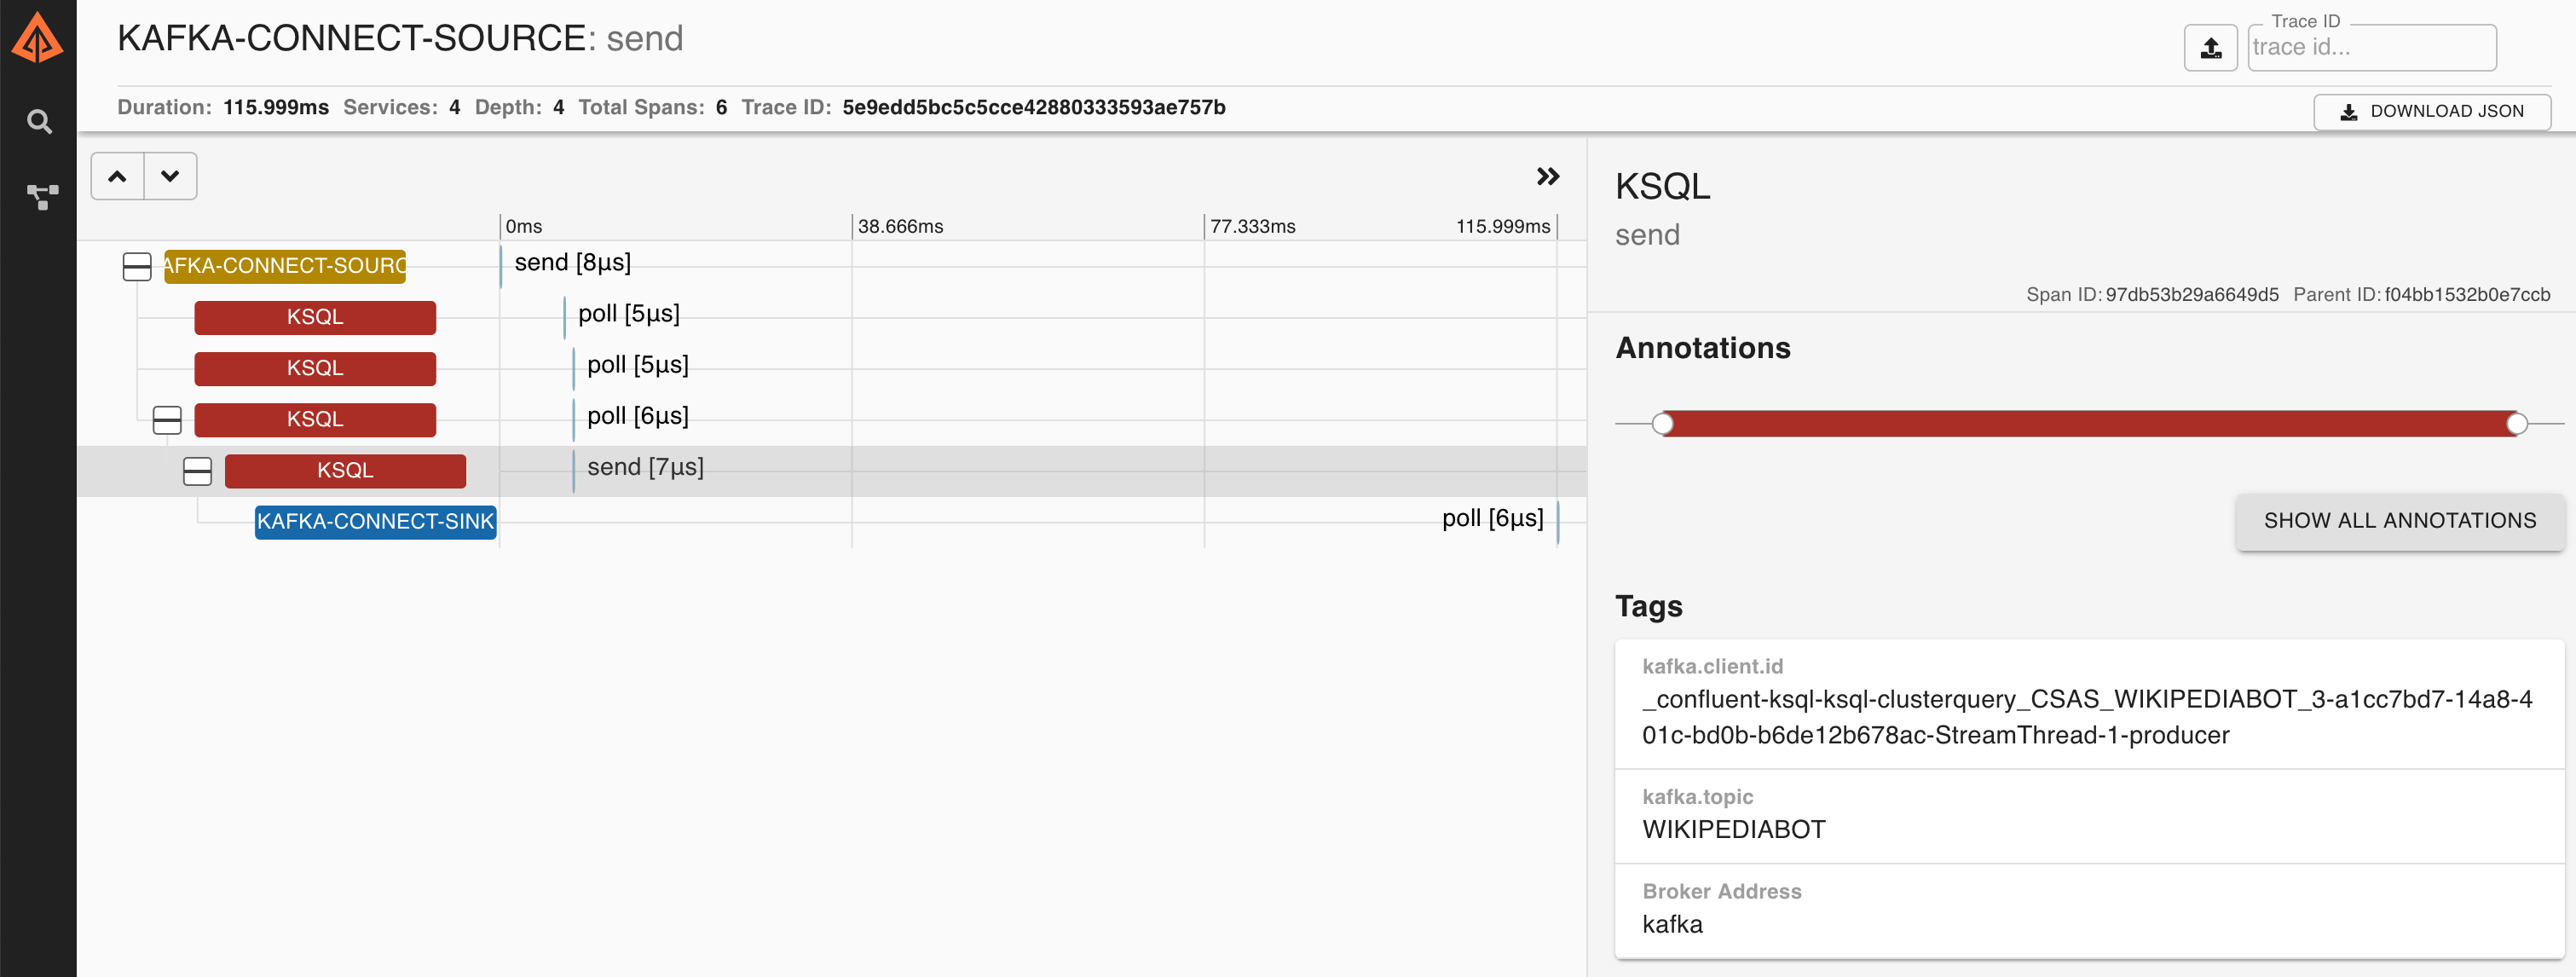 KAFKA-CONNECT-SOURCE: send
Trace ID
trace id...
Duration: 115.999ms Services: 4 Depth: 4 Total Spans: 6 Trace ID: 5e9edd5bc5c5cce42880333593ae757b
DOWNLOAD JSON
0ms 38.666ms 77.333ms 115.999ms
AFKA-CONNECT-SOURC send [8μs]
KSQL poll [5μs]
KSQL poll [5μs]
KSQL poll [6μs]
KSQL send [7μs]
KAFKA-CONNECT-SINK poll [6μs]
KSQL
send
Span ID: 97db53b29a6649d5 Parent ID: f04bb1532b0e7ccb
Annotations
SHOW ALL ANNOTATIONS
Tags
kafka.client.id
_confluent-ksql-ksql-clusterquery_CSAS_WIKIPEDIABOT_3-a1cc7bd7-14a8-4
01c-bd0b-b6de12b678ac-StreamThread-1-producer
kafka.topic
WIKIPEDIABOT
Broker Address
kafka